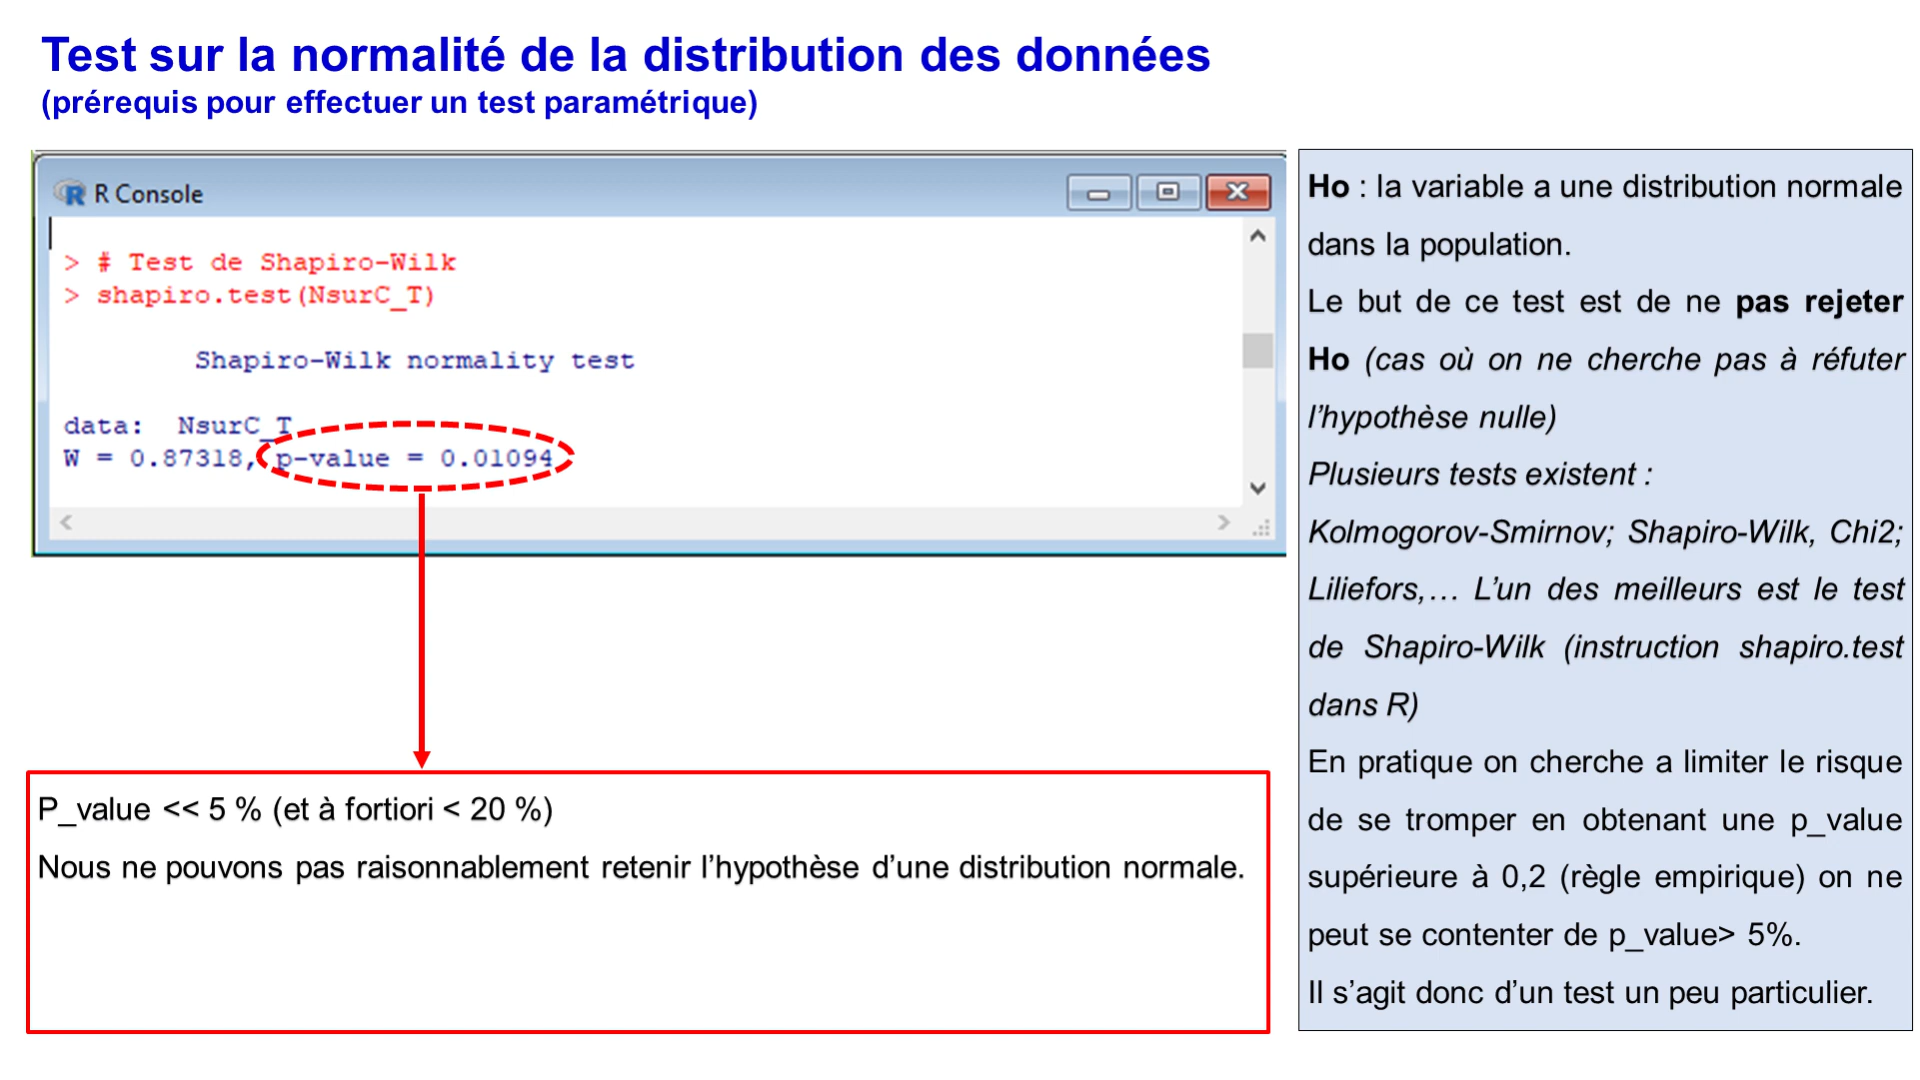 Test sur la normalité de la distribution des données
(prérequis pour effectuer un test paramétrique)
R Console
> # Test de Shapiro-Wilk
> shapiro.test(NsurC_T)
Shapiro-Wilk normality test
data: NsurC_T
W = 0.87318, p-value = 0.01094
P_value << 5 % (et à fortiori < 20 %)
Nous ne pouvons pas raisonnablement retenir l’hypothèse d’une distribution normale.
Ho : la variable a une distribution normale
dans la population.
Le but de ce test est de ne pas rejeter
Ho (cas où on ne cherche pas à réfuter
l’hypothèse nulle)
Plusieurs tests existent :
Kolmogorov-Smirnov; Shapiro-Wilk, Chi2;
Liliefors,… L’un des meilleurs est le test
de Shapiro-Wilk (instruction shapiro.test
dans R)
En pratique on cherche a limiter le risque
de se tromper en obtenant une p_value
supérieure à 0,2 (règle empirique) on ne
peut se contenter de p_value> 5%.
Il s’agit donc d’un test un peu particulier.